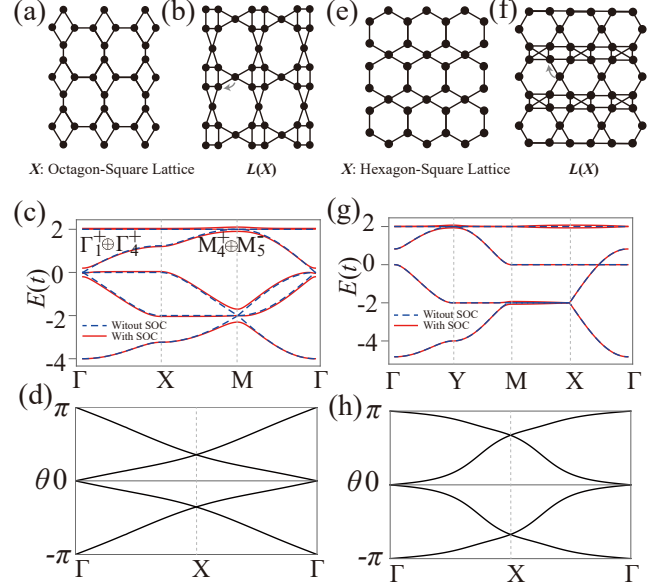 (a) (b) (e) (f)
X: Octagon-Square Lattice L(X) X: Hexagon-Square Lattice L(X)
(c)
2
0
-2
-4
E(t)
Γ₁⁺⊕Γ₄⁺ M₄⁺⊕M₅⁻
Witout SOC
With SOC
Γ X M Γ
(g)
2
0
-2
-4
E(t)
Witout SOC
With SOC
Γ Y M X Γ
(d)
π
θ0
-π
Γ X Γ
(h)
π
θ0
-π
Γ X Γ